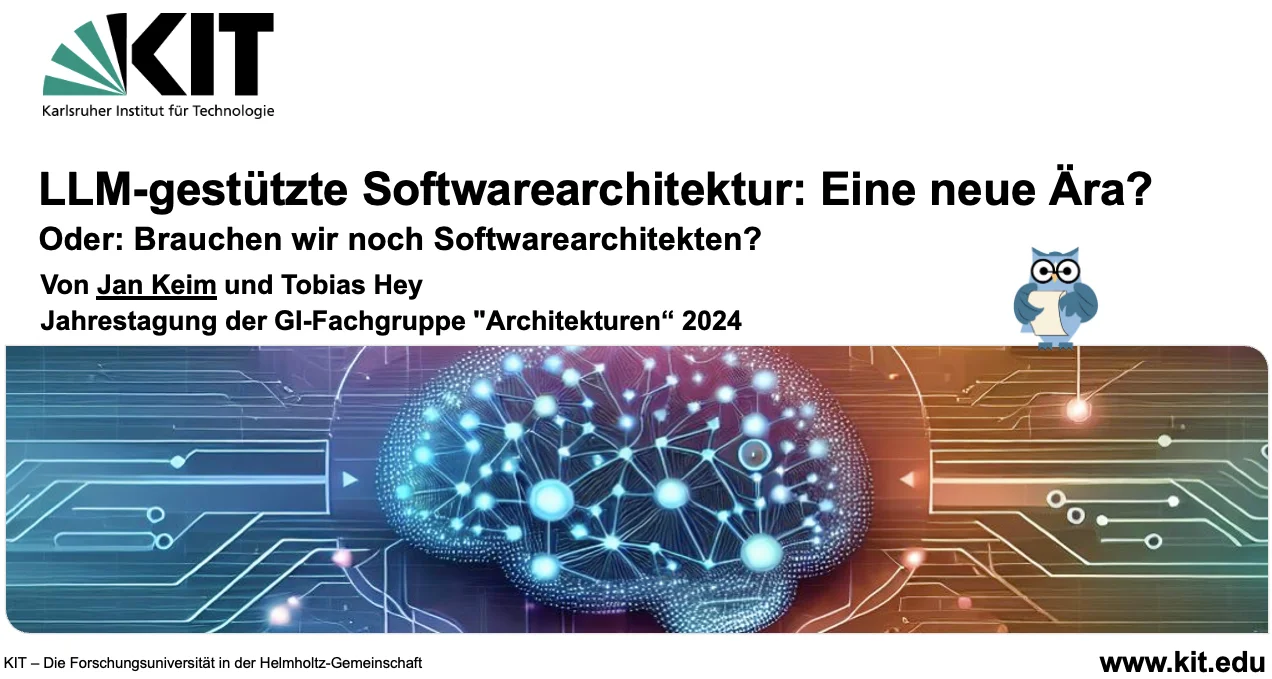 KIT
Karlsruher Institut für Technologie
LLM-gestützte Softwarearchitektur: Eine neue Ära?
Oder: Brauchen wir noch Softwarearchitekten?
Von Jan Keim und Tobias Hey
Jahrestagung der GI-Fachgruppe "Architekturen“ 2024
KIT – Die Forschungsuniversität in der Helmholtz-Gemeinschaft
www.kit.edu